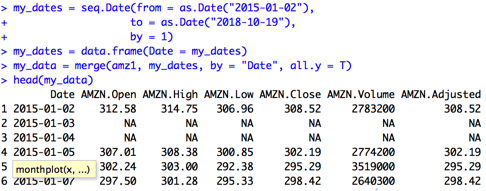 > my_dates = seq.Date(from = as.Date("2015-01-02"),
+ to = as.Date("2018-10-19"),
+ by = 1)
> my_dates = data.frame(Date = my_dates)
> my_data = merge(amz1, my_dates, by = "Date", all.y = T)
> head(my_data)
Date AMZN.Open AMZN.High AMZN.Low AMZN.Close AMZN.Volume AMZN.Adjusted
1 2015-01-02 312.58 314.75 306.96 308.52 2783200 308.52
2 2015-01-03 NA NA NA NA NA NA
3 2015-01-04 NA NA NA NA NA NA
4 2015-01-05 307.01 308.38 300.85 302.19 2774200 302.19
5 302.24 303.00 292.38 295.29 3519000 295.29
monthplot(x, ...)
6 2015-01-07 297.50 301.28 295.33 298.42 2640300 298.42